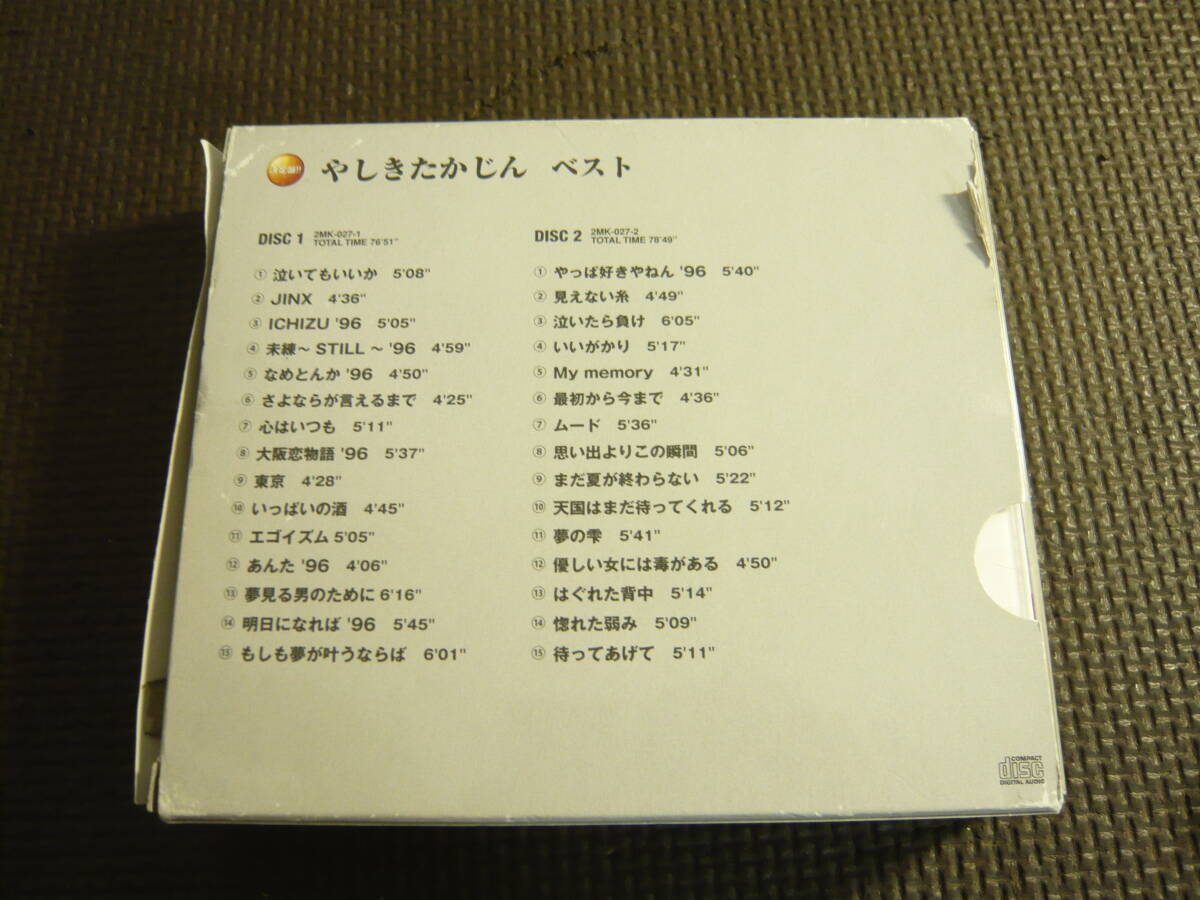 決定盤!!
やしきたかじん ベスト
DISC 1 2MK-027-1
TOTAL TIME 76'51"
① 泣いてもいいか 5'08"
② JINX 4'36"
③ ICHIZU '96 5'05"
④ 未練～ STILL ～ '96 4'59"
⑤ なめとんか '96 4'50"
⑥ さよならが言えるまで 4'25"
⑦ 心はいつも 5'11"
⑧ 大阪恋物語 '96 5'37"
⑨ 東京 4'28"
⑩ いっぱいの酒 4'45"
⑪ エゴイズム 5'05"
⑫ あんた '96 4'06"
⑬ 夢見る男のために 6'16"
⑭ 明日になれば '96 5'45"
⑮ もしも夢が叶うならば 6'01"
DISC 2 2MK-027-2
TOTAL TIME 78'49"
① やっぱ好きやねん '96 5'40"
② 見えない糸 4'49"
③ 泣いたら負け 6'05"
④ いいがかり 5'17"
⑤ My memory 4'31"
⑥ 最初から今まで 4'36"
⑦ ムード 5'36"
⑧ 思い出よりこの瞬間 5'06"
⑨ まだ夏が終わらない 5'22"
⑩ 天国はまだ待ってくれる 5'12"
⑪ 夢の雫 5'41"
⑫ 優しい女には毒がある 4'50"
⑬ はぐれた背中 5'14"
⑭ 惚れた弱み 5'09"
⑮ 待ってあげて 5'11"
COMPACT
disc
DIGITAL AUDIO